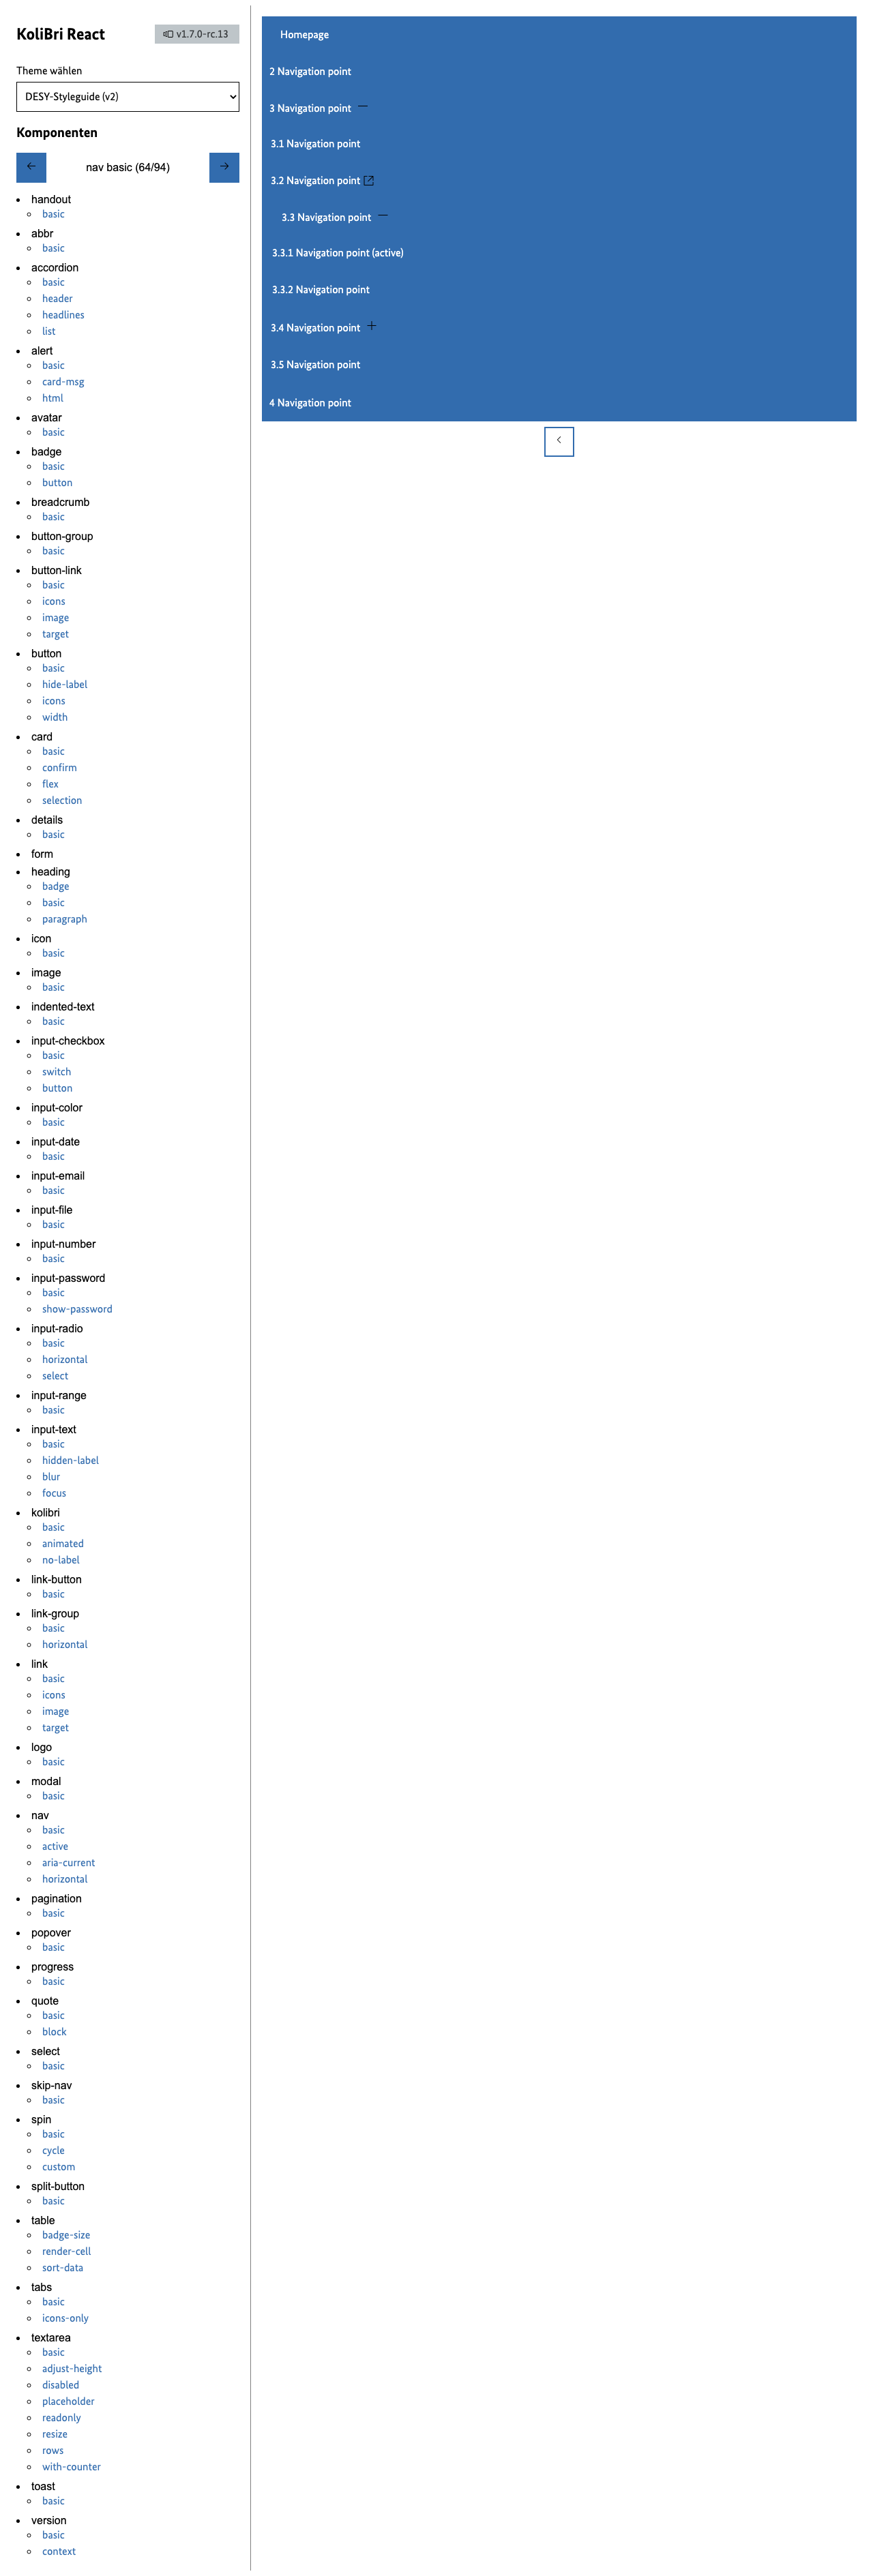 KoliBri React
v1.7.0-rc.13
Theme wählen
DESY-Styleguide (v2)
Komponenten
nav basic (64/94)
handout
basic
abbr
basic
accordion
basic
header
headlines
list
alert
basic
card-msg
html
avatar
basic
badge
basic
button
breadcrumb
basic
button-group
basic
button-link
basic
icons
image
target
button
basic
hide-label
icons
width
card
basic
confirm
flex
selection
details
basic
form
heading
badge
basic
paragraph
icon
basic
image
basic
indented-text
basic
input-checkbox
basic
switch
button
input-color
basic
input-date
basic
input-email
basic
input-file
basic
input-number
basic
input-password
basic
show-password
input-radio
basic
horizontal
select
input-range
basic
input-text
basic
hidden-label
blur
focus
kolibri
basic
animated
no-label
link-button
basic
link-group
basic
horizontal
link
basic
icons
image
target
logo
basic
modal
basic
nav
basic
active
aria-current
horizontal
pagination
basic
popover
basic
progress
basic
quote
basic
block
select
basic
skip-nav
basic
spin
basic
cycle
custom
split-button
basic
table
badge-size
render-cell
sort-data
tabs
basic
icons-only
textarea
basic
adjust-height
disabled
placeholder
readonly
resize
rows
with-counter
toast
basic
version
basic
context
Homepage
2 Navigation point
3 Navigation point
3.1 Navigation point
3.2 Navigation point
3.3 Navigation point
3.3.1 Navigation point (active)
3.3.2 Navigation point
3.4 Navigation point
3.5 Navigation point
4 Navigation point